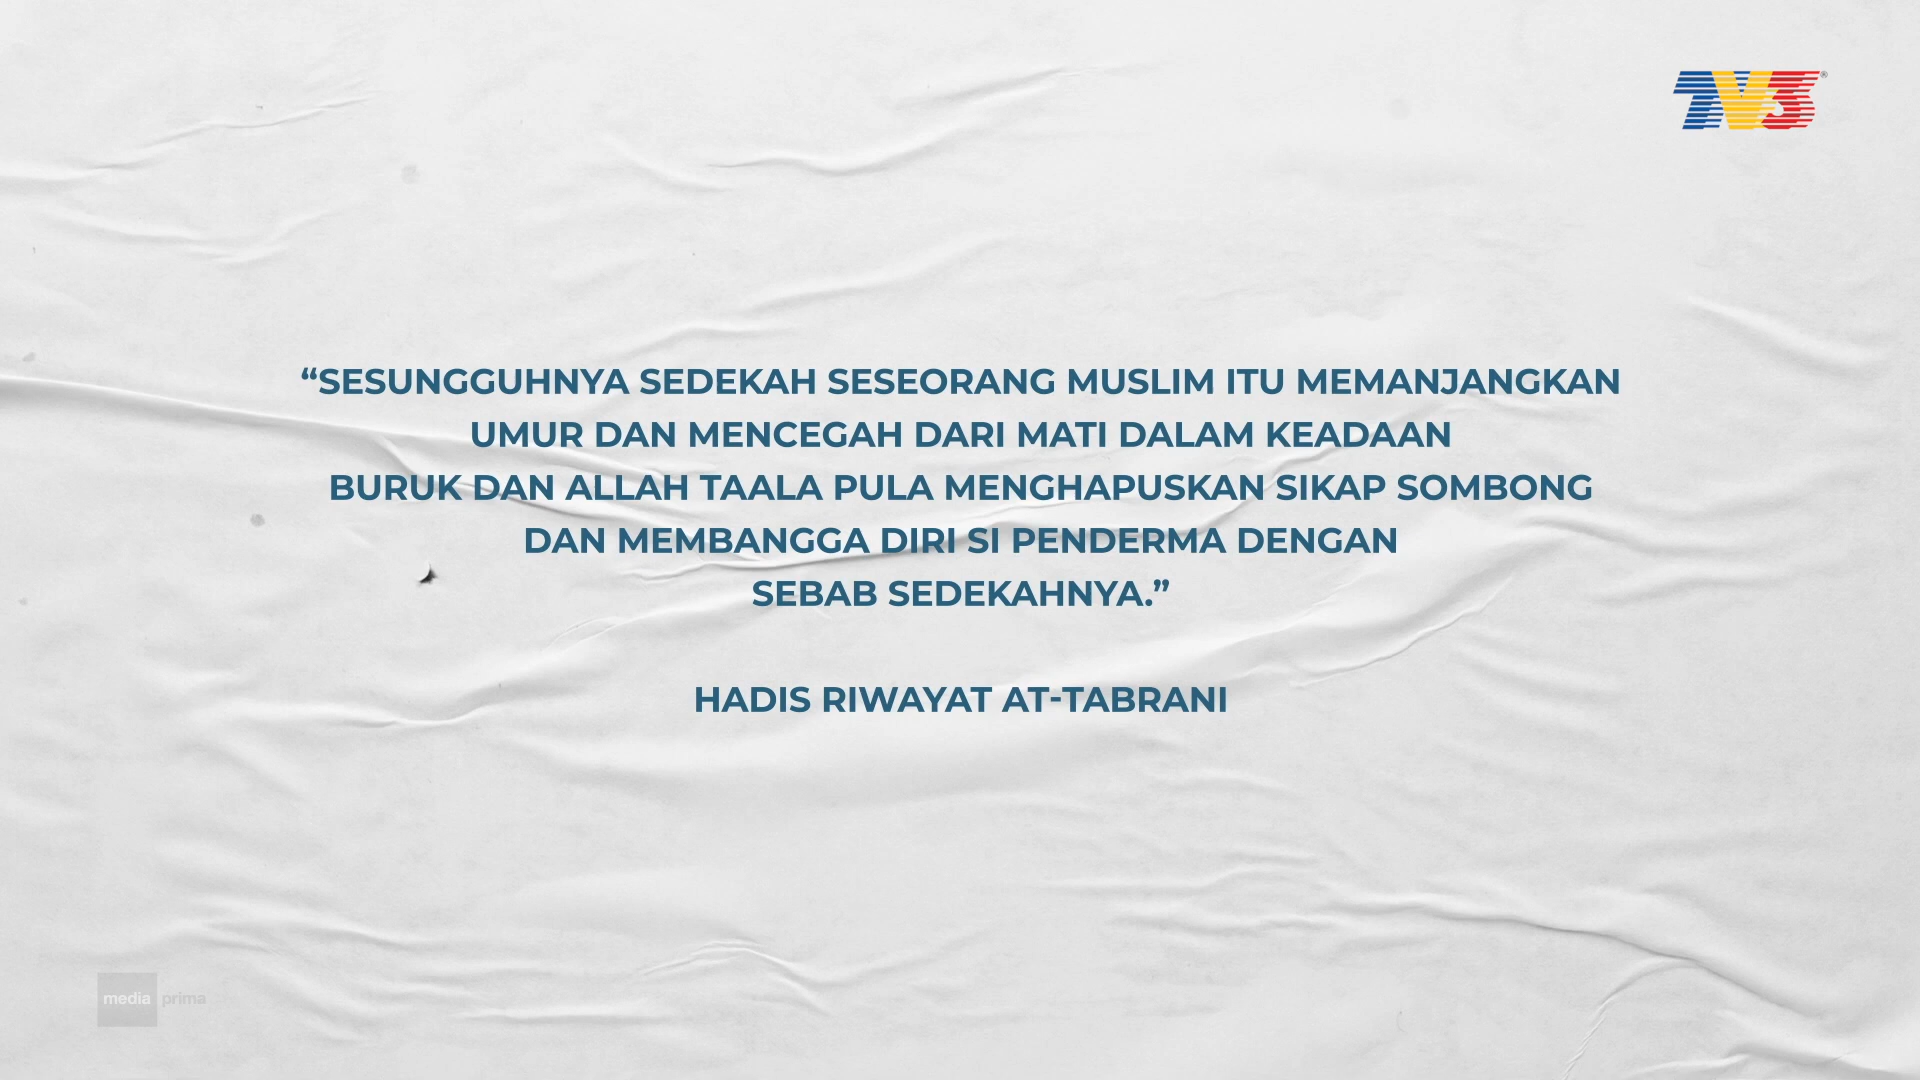 TV3®
“SESUNGGUHNYA SEDEKAH SESEORANG MUSLIM ITU MEMANJANGKAN
UMUR DAN MENCEGAH DARI MATI DALAM KEADAAN
BURUK DAN ALLAH TAALA PULA MENGHAPUSKAN SIKAP SOMBONG
DAN MEMBANGGA DIRI SI PENDERMA DENGAN
SEBAB SEDEKAHNYA.”
HADIS RIWAYAT AT-TABRANI
media prima